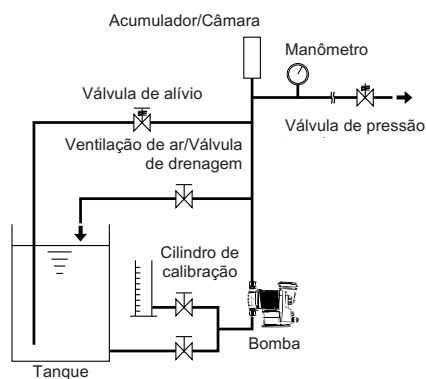 Acumulador/Câmara
Manômetro
Válvula de alívio
Válvula de pressão
Ventilação de ar/Válvula
de drenagem
Cilindro de
calibração
Bomba
Tanque